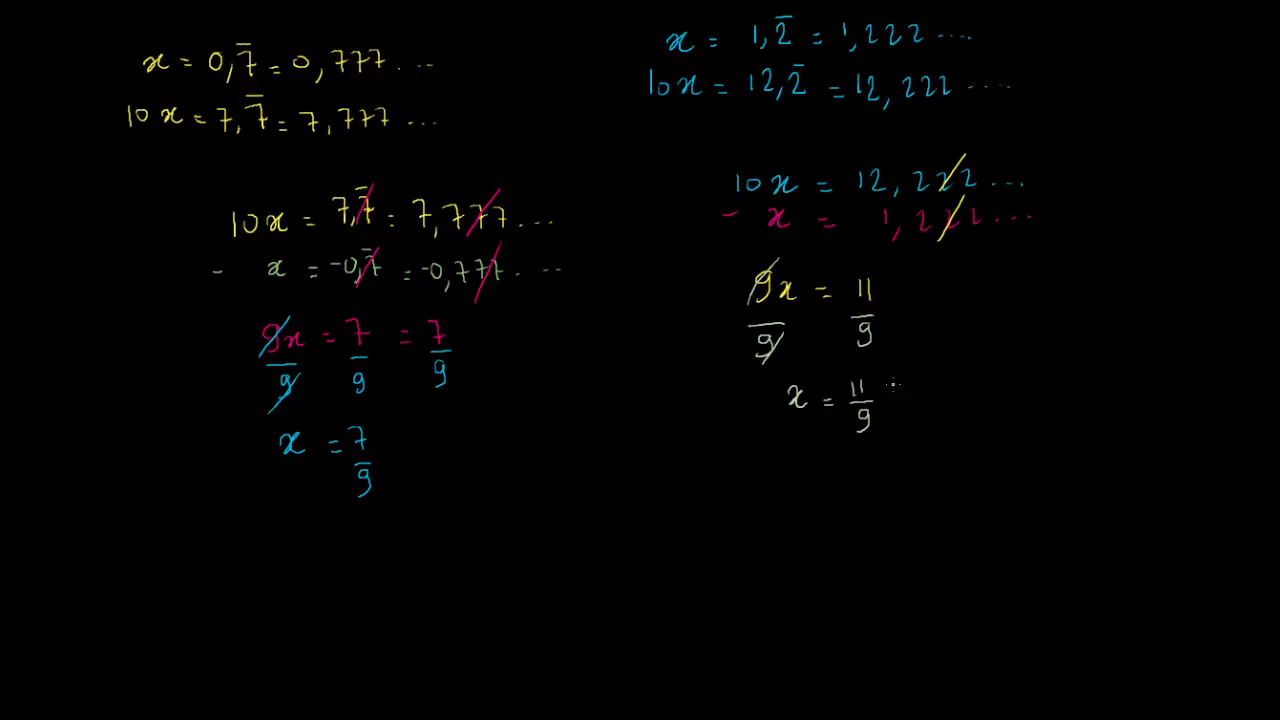 x = 0,7̅ = 0,777....
10x = 7,7̅ = 7,777...
10x = 7,7̅ = 7,777...
- x = -0,7̅ = -0,777....
9x/9 = 7/9 = 7/9
x = 7/9
x = 1,2̅ = 1,222....
10x = 12,2̅ = 12,222....
10x = 12,222...
- x = 1,222...
9x/9 = 11/9
x = 11/9